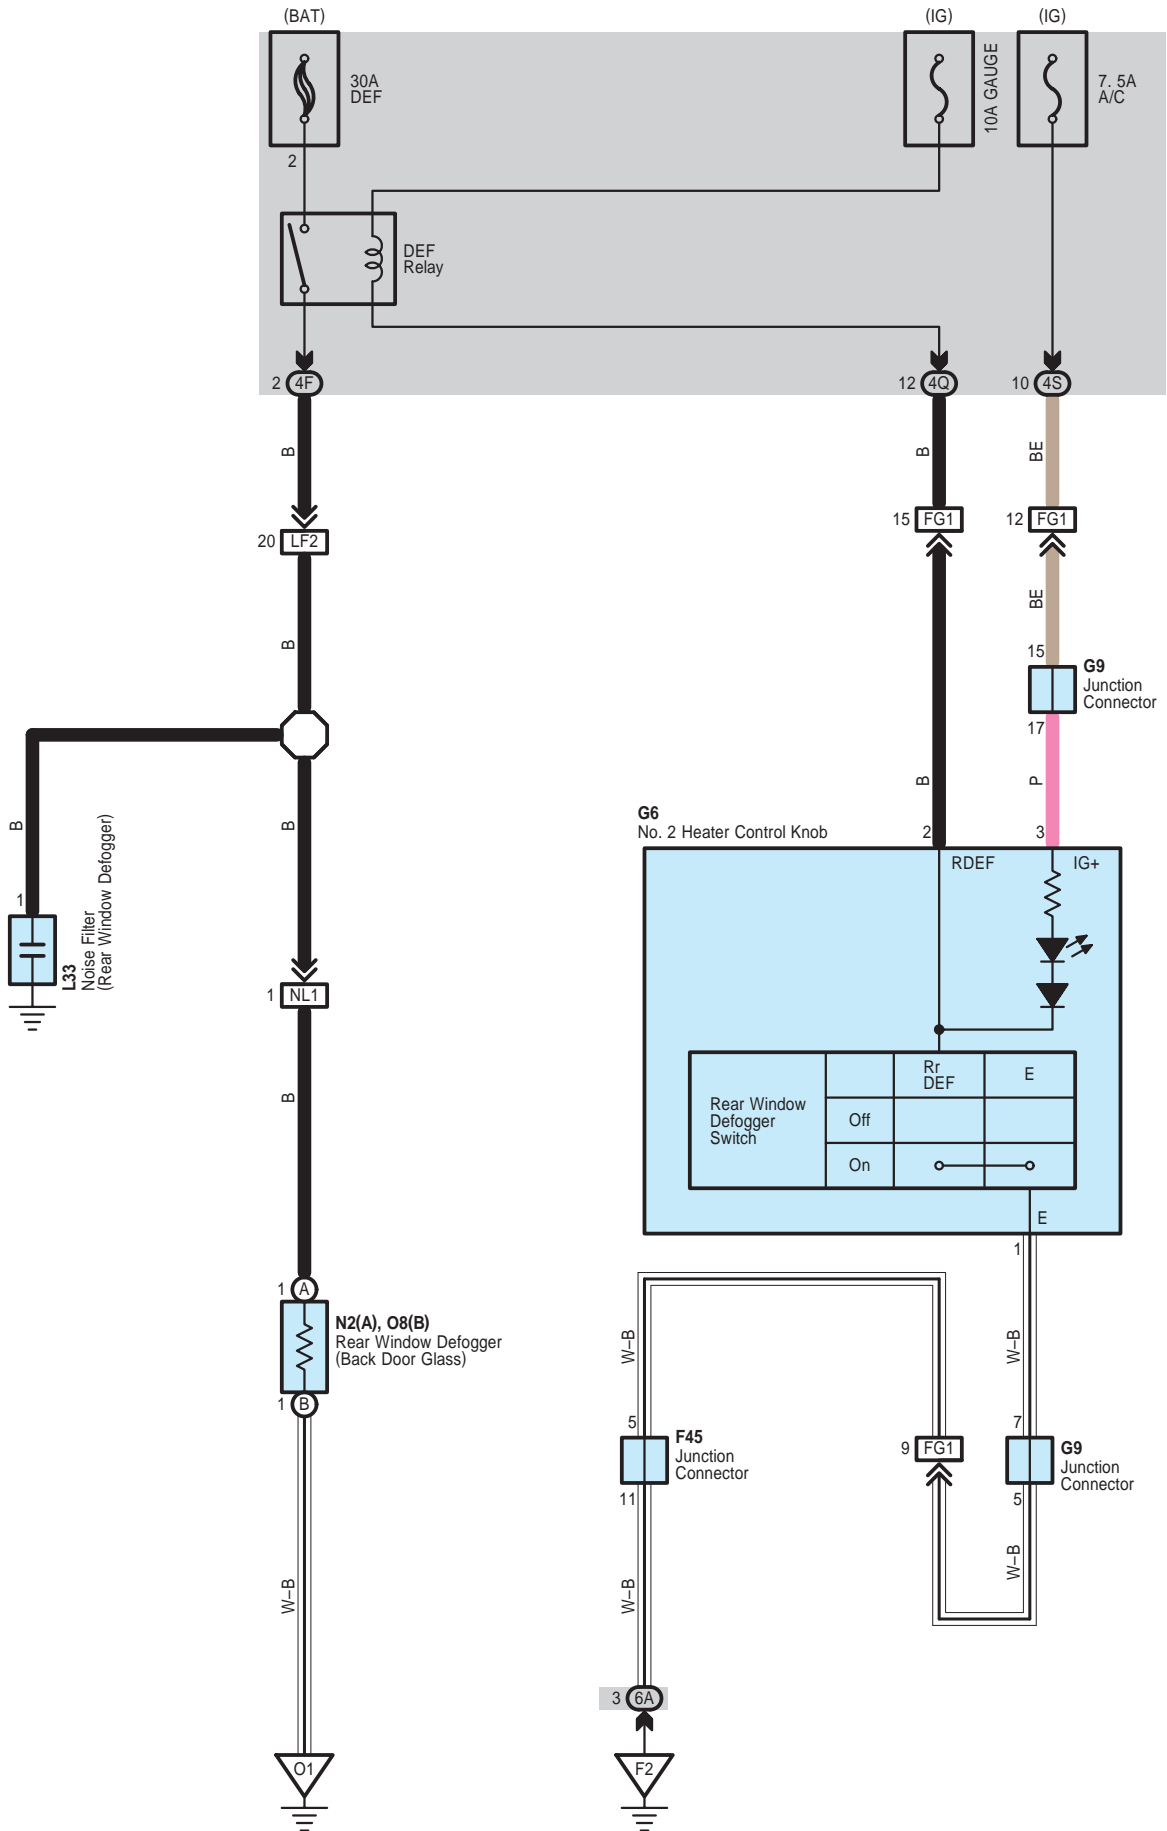 (BAT)
(IG)
(IG)
30A
DEF
10A GAUGE
7. 5A
A/C
2
DEF
Relay
2 4F
12 4Q
10 4S
B
B
BE
15 FG1
12 FG1
20 LF2
B
BE
15
G9
Junction
Connector
17
B
B
B
P
G6
No. 2 Heater Control Knob
2
3
RDEF
IG+
1
L33
Noise Filter
(Rear Window Defogger)
1 NL1
B
Rear Window
Defogger
Switch
Rr
DEF
E
Off
On
E
1
1 A
N2(A), O8(B)
Rear Window Defogger
(Back Door Glass)
1 B
W–B
W–B
5
F45
Junction
Connector
11
9 FG1
7
G9
Junction
Connector
5
W–B
W–B
W–B
3 6A
O1
F2